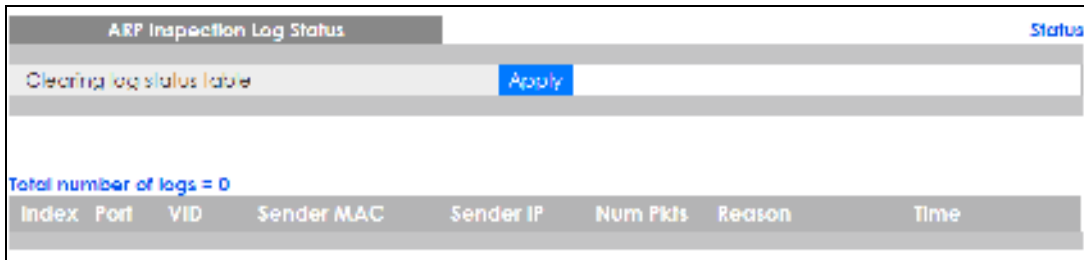 ARP Inspection Log Status Status
Clearing log status table Apply
Total number of logs = 0
Index Port VID Sender MAC Sender IP Num Pkts Reason Time